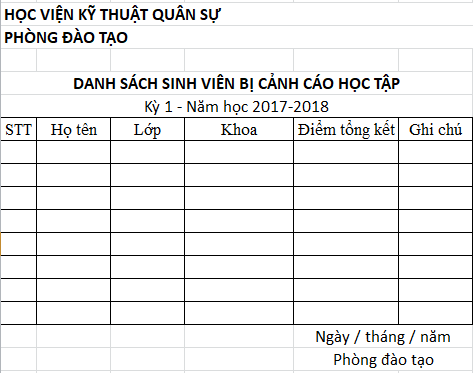 HỌC VIỆN KỸ THUẬT QUÂN SỰ
PHÒNG ĐÀO TẠO
DANH SÁCH SINH VIÊN BỊ CẢNH CÁO HỌC TẬP
Kỳ 1 - Năm học 2017-2018
STT Họ tên Lớp Khoa Điểm tổng kết Ghi chú
Ngày / tháng / năm
Phòng đào tạo